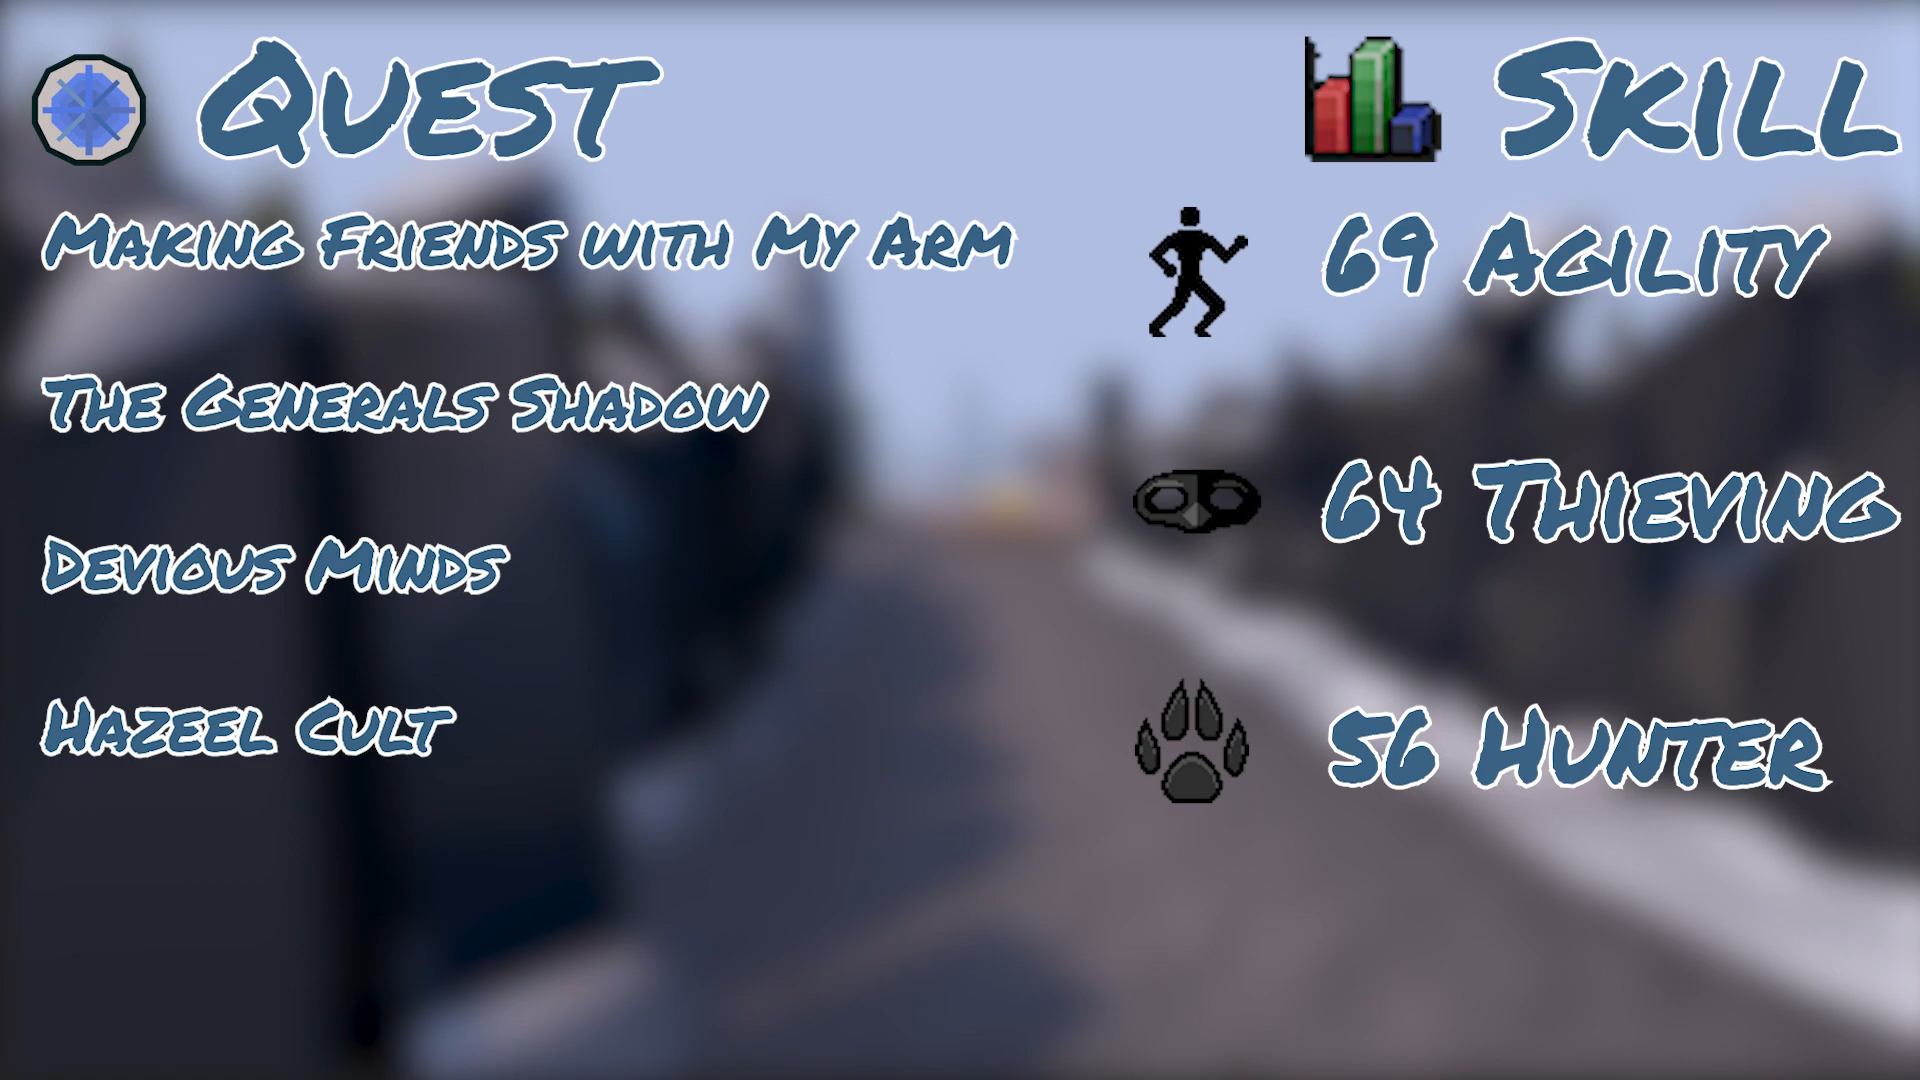 Quest
Making Friends with My Arm
The Generals Shadow
Devious Minds
Hazeel Cult
Skill
69 Agility
64 Thieving
56 Hunter